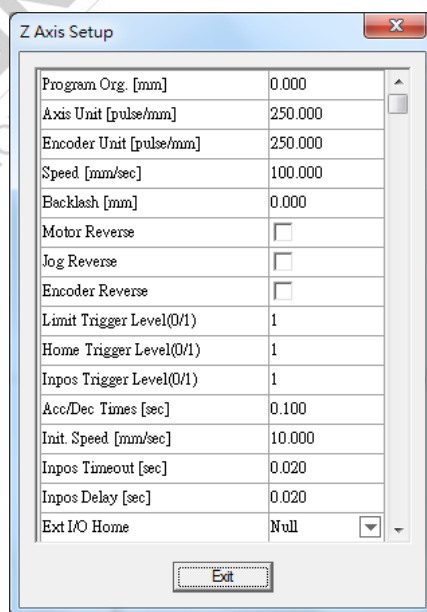 Z Axis Setup
Program Org. [mm] 0.000
Axis Unit [pulse/mm] 250.000
Encoder Unit [pulse/mm] 250.000
Speed [mm/sec] 100.000
Backlash [mm] 0.000
Motor Reverse
Jog Reverse
Encoder Reverse
Limit Trigger Level(0/1) 1
Home Trigger Level(0/1) 1
Inpos Trigger Level(0/1) 1
Acc/Dec Times [sec] 0.100
Init. Speed [mm/sec] 10.000
Inpos Timeout [sec] 0.020
Inpos Delay [sec] 0.020
Ext I/O Home Null
Exit